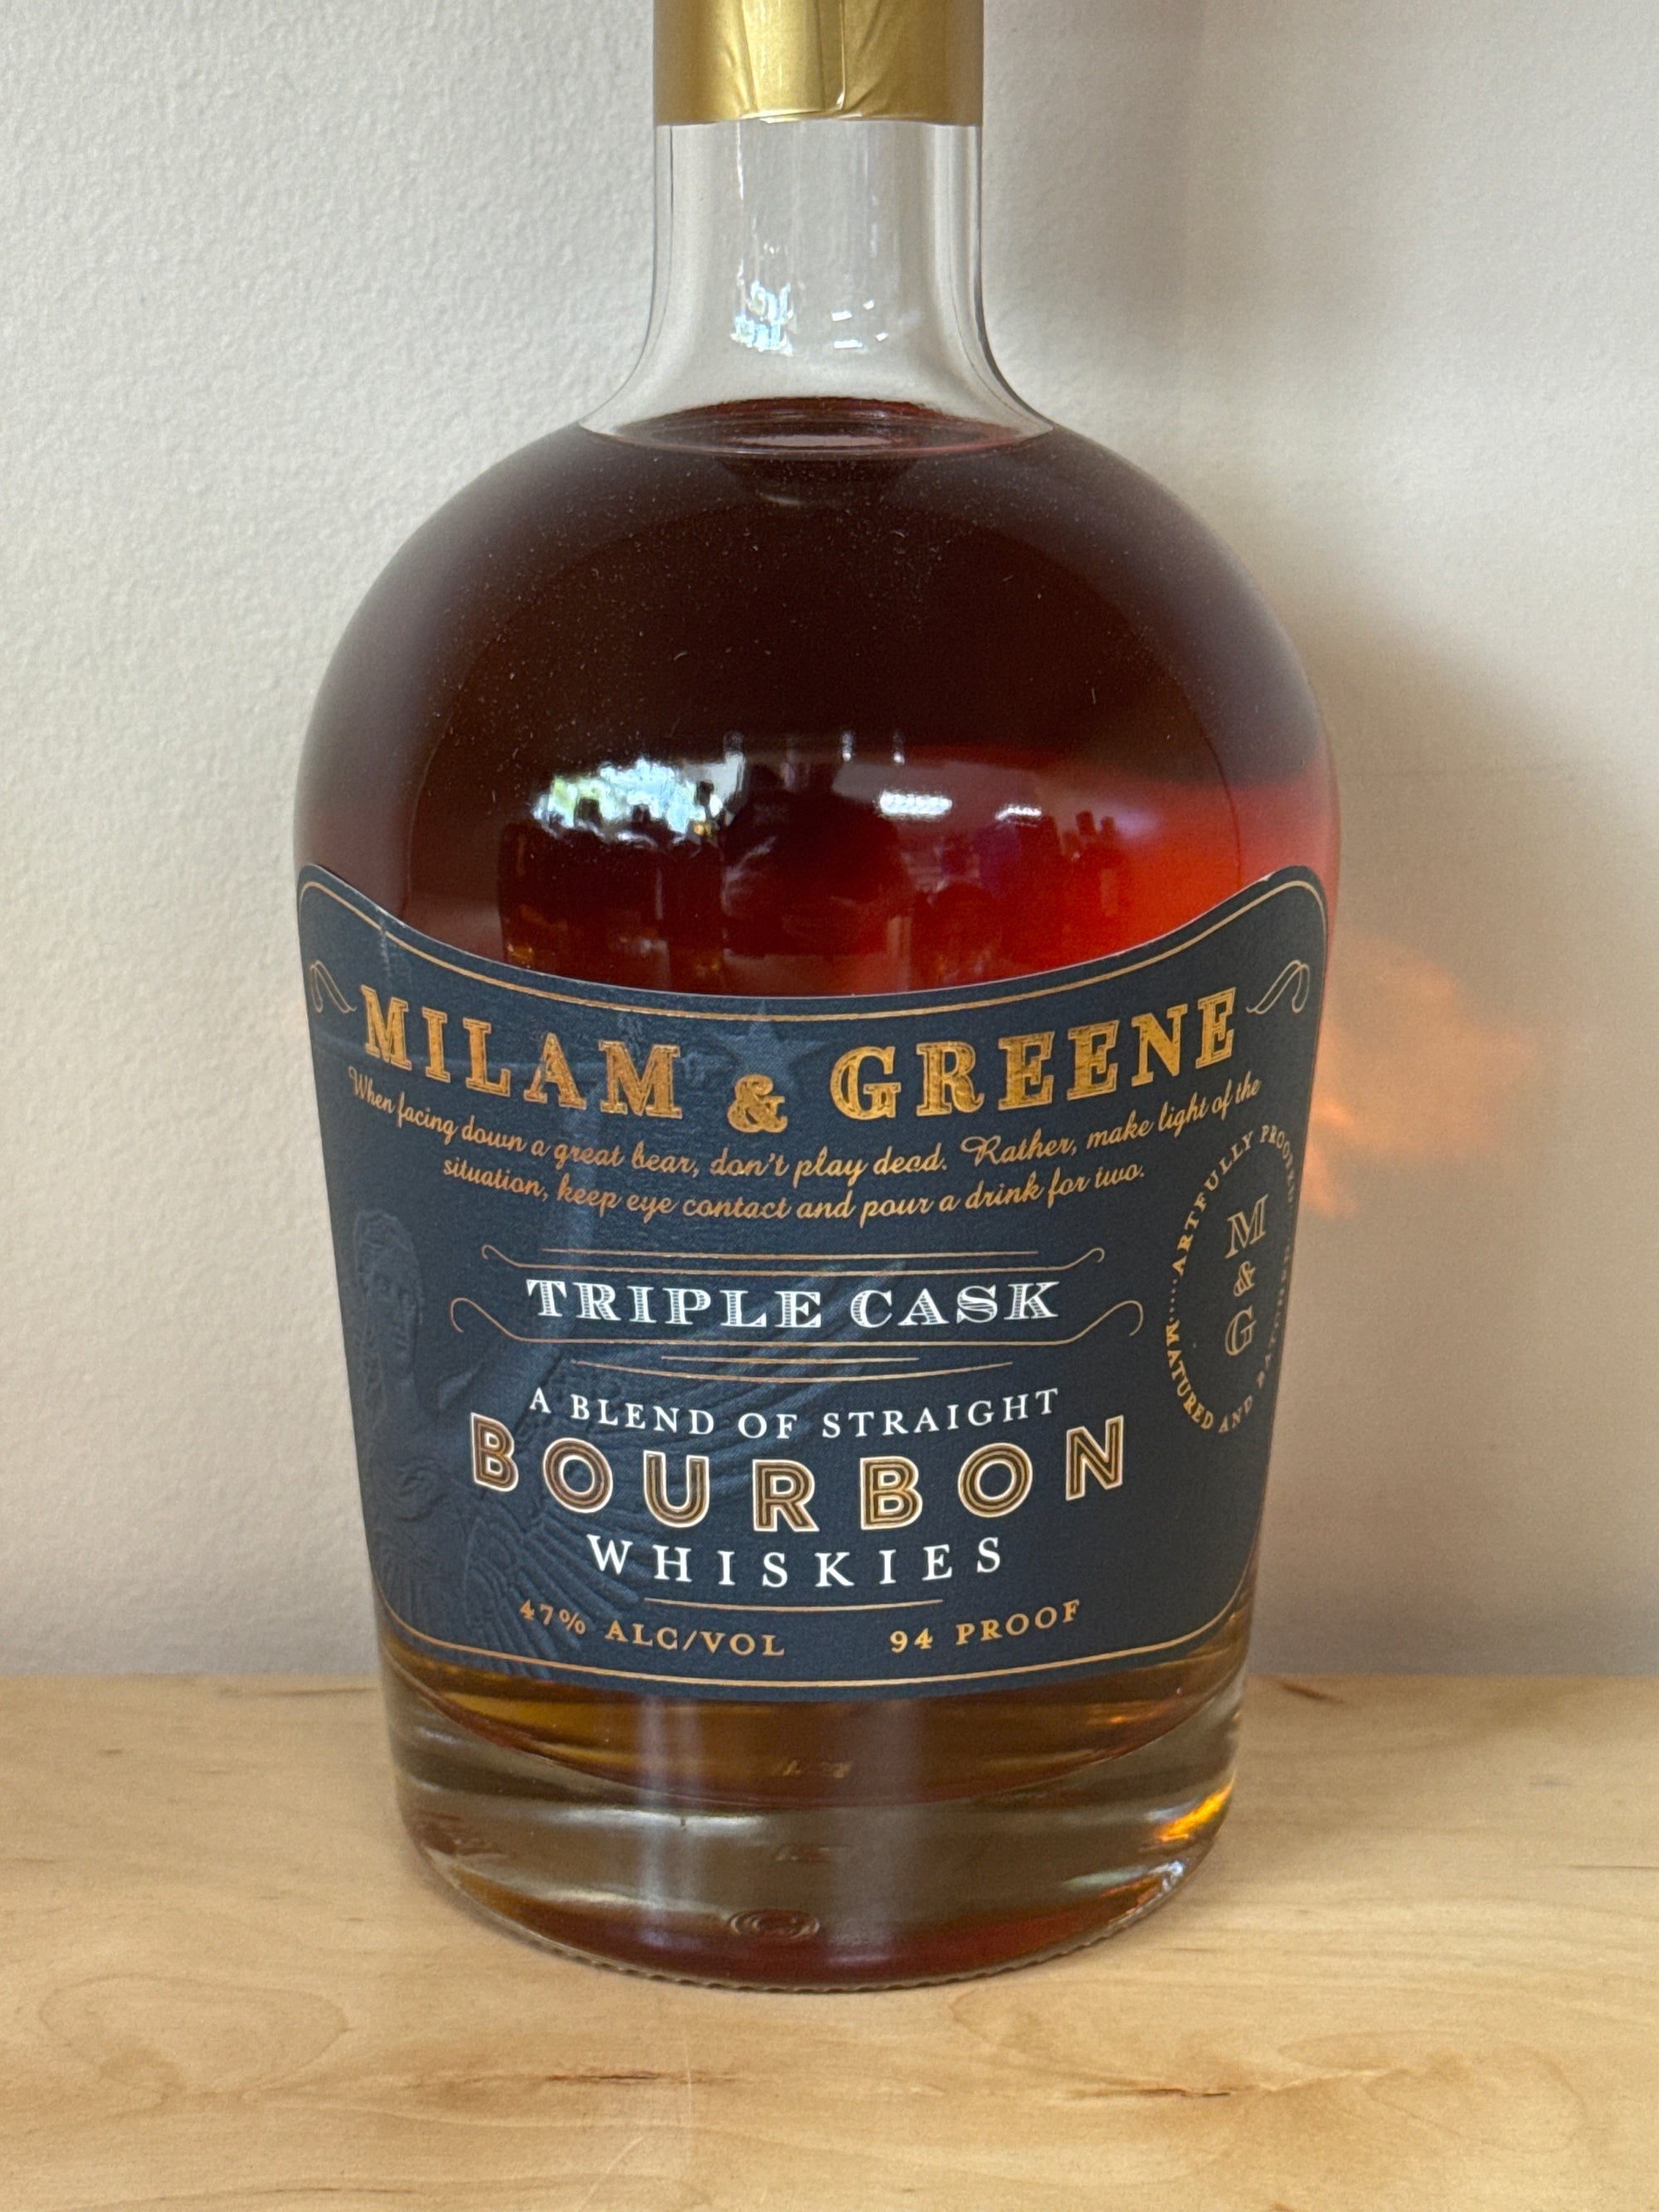 MILAM & GREENE
When facing down a great bear, don't play dead. Rather, make light of the
situation, keep eye contact and pour a drink for two.
TRIPLE CASK
A BLEND OF STRAIGHT
BOURBON
WHISKIES
47% ALC/VOL 94 PROOF
ARTFULLY
M
&
G
MATURED AND